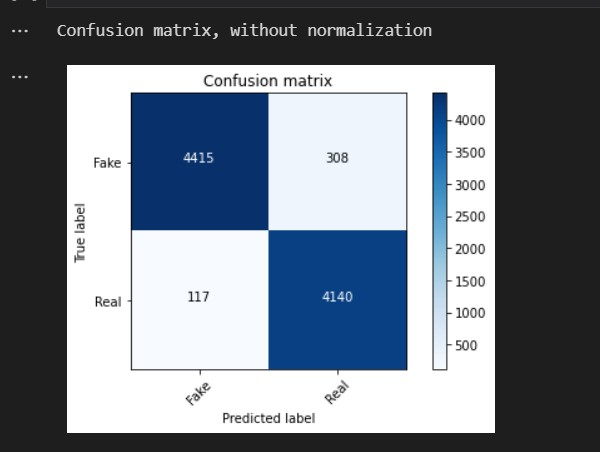 ... Confusion matrix, without normalization
...
Confusion matrix
Fake 4415 308
Real 117 4140
True label
Fake Real
Predicted label
4000
3500
3000
2500
2000
1500
1000
500